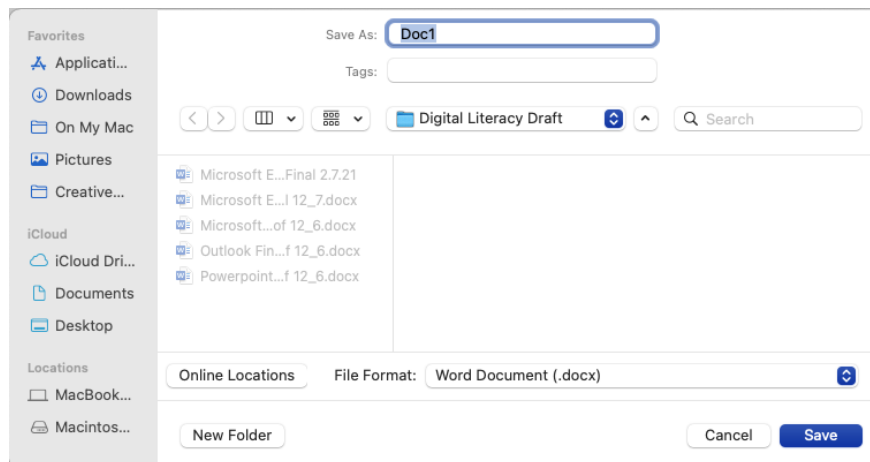 Favorites
Applicati...
Downloads
On My Mac
Pictures
Creative...
iCloud
iCloud Dri...
Documents
Desktop
Locations
MacBook...
Macintos...
Save As: Doc1
Tags:
Digital Literacy Draft
Search
Microsoft E...Final 2.7.21
Microsoft E...l 12_7.docx
Microsoft...of 12_6.docx
Outlook Fin...f 12_6.docx
Powerpoint...f 12_6.docx
Online Locations File Format: Word Document (.docx)
New Folder Cancel Save